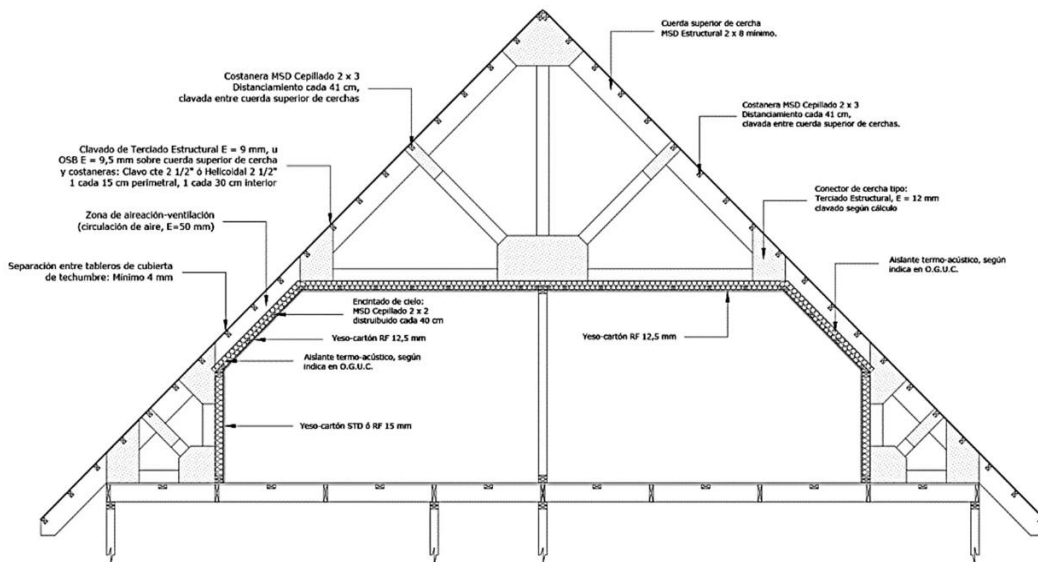 Cuerda superior de cercha
MSD Estructural 2 x 8 mínimo.
Costanera MSD Cepillado 2 x 3
Distanciamiento cada 41 cm,
clavada entre cuerda superior de cerchas
Costanera MSD Cepillado 2 x 3
Distanciamiento cada 41 cm,
clavada entre cuerda superior de cerchas.
Clavado de Terciado Estructural E = 9 mm, u
OSB E = 9,5 mm sobre cuerda superior de cercha
y costaneras: Clavo cte 2 1/2" ó Helicoidal 2 1/2"
1 cada 15 cm perimetral, 1 cada 30 cm interior
Conector de cercha tipo:
Terciado Estructural, E = 12 mm
clavado según cálculo
Zona de aireación-ventilación
(circulación de aire, E=50 mm)
Separación entre tableros de cubierta
de techumbre: Mínimo 4 mm
Aislante termo-acústico, según
indica en O.G.U.C.
Encintado de cielo:
MSD Cepillado 2 x 2
distruibuido cada 40 cm
Yeso-cartón RF 12,5 mm
Yeso-cartón RF 12,5 mm
Aislante termo-acústico, según
indica en O.G.U.C.
Yeso-cartón STD ó RF 15 mm